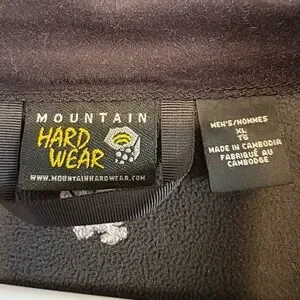 MOUNTAIN
HARD
WEAR
WWW.MOUNTAINHARDWEAR.COM
MEN'S/HOMMES
XL
TG
MADE IN CAMBODIA
FABRIQUÉ AU
CAMBODGE